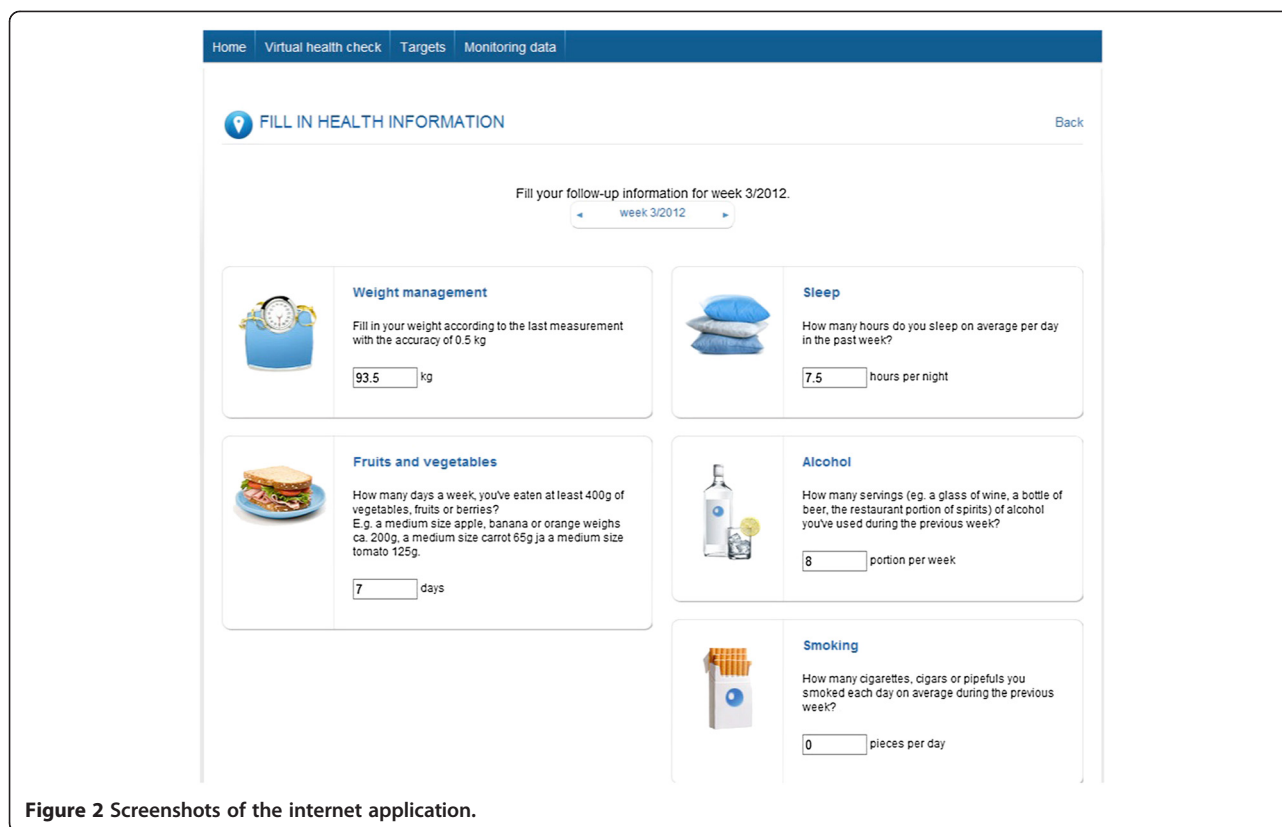 Home Virtual health check Targets Monitoring data
FILL IN HEALTH INFORMATION
Back
Fill your follow-up information for week 3/2012.
◄ week 3/2012 ►
Weight management
Fill in your weight according to the last measurement
with the accuracy of 0.5 kg
93.5 kg
Fruits and vegetables
How many days a week, you've eaten at least 400g of
vegetables, fruits or berries?
E.g. a medium size apple, banana or orange weighs
ca. 200g, a medium size carrot 65g ja a medium size
tomato 125g.
7 days
Sleep
How many hours do you sleep on average per day
in the past week?
7.5 hours per night
Alcohol
How many servings (eg. a glass of wine, a bottle of
beer, the restaurant portion of spirits) of alcohol
you've used during the previous week?
8 portion per week
Smoking
How many cigarettes, cigars or pipefuls you
smoked each day on average during the previous
week?
0 pieces per day
Figure 2 Screenshots of the internet application.